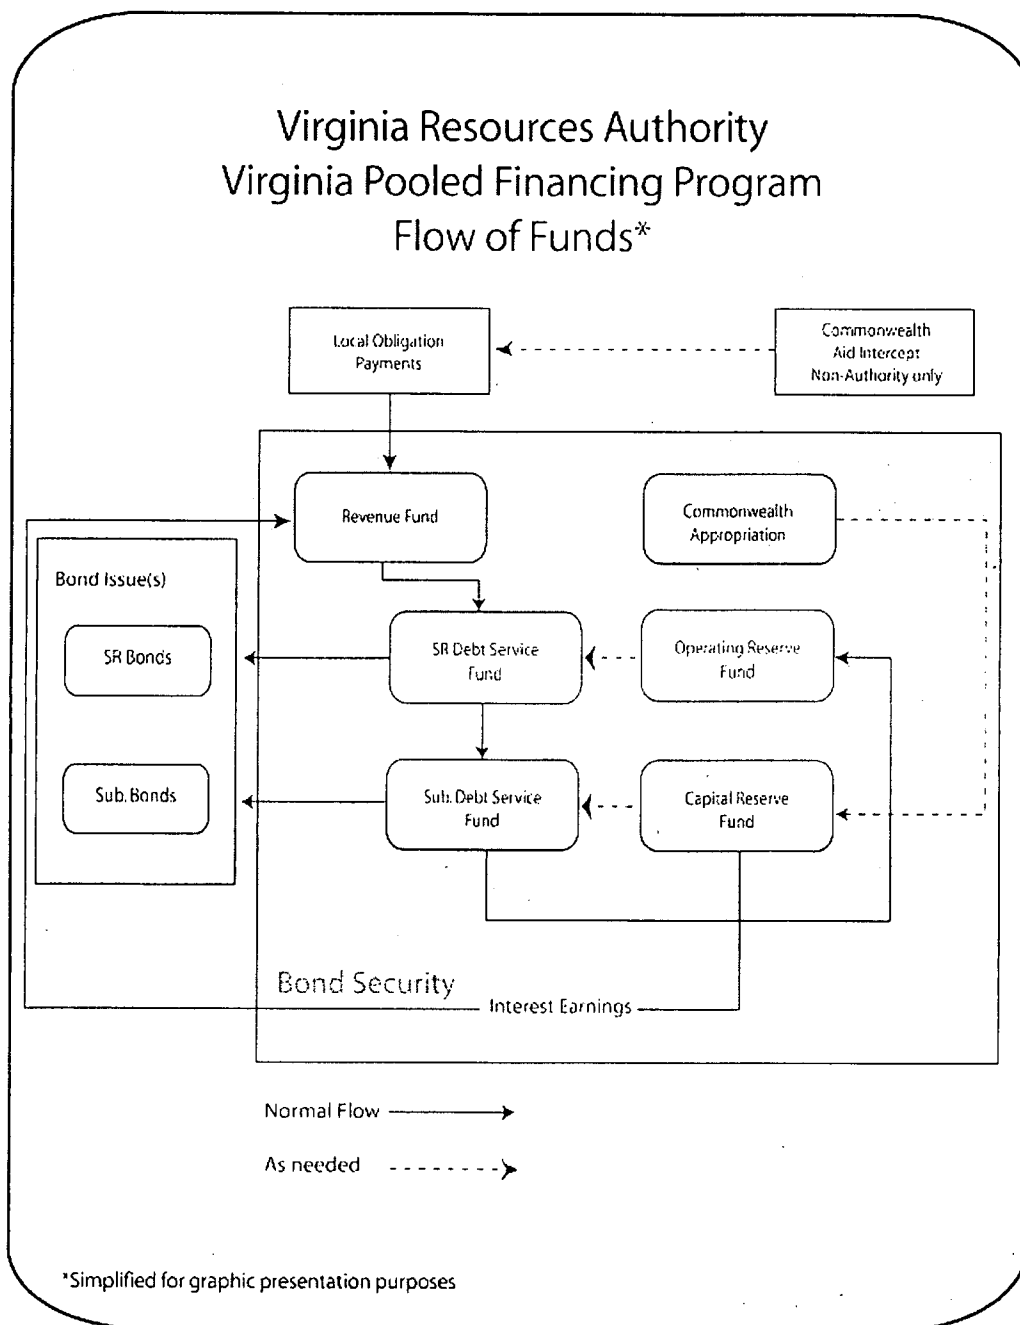 Virginia Resources Authority
Virginia Pooled Financing Program
Flow of Funds*
Local Obligation
Payments
Commonwealth
Aid Intercept
Non-Authority only
Revenue Fund
Commonwealth
Appropriation
Bond Issue(s)
SR Bonds
SR Debt Service
Fund
Operating Reserve
Fund
Sub. Bonds
Sub. Debt Service
Fund
Capital Reserve
Fund
Bond Security
Interest Earnings
Normal Flow
As needed
*Simplified for graphic presentation purposes